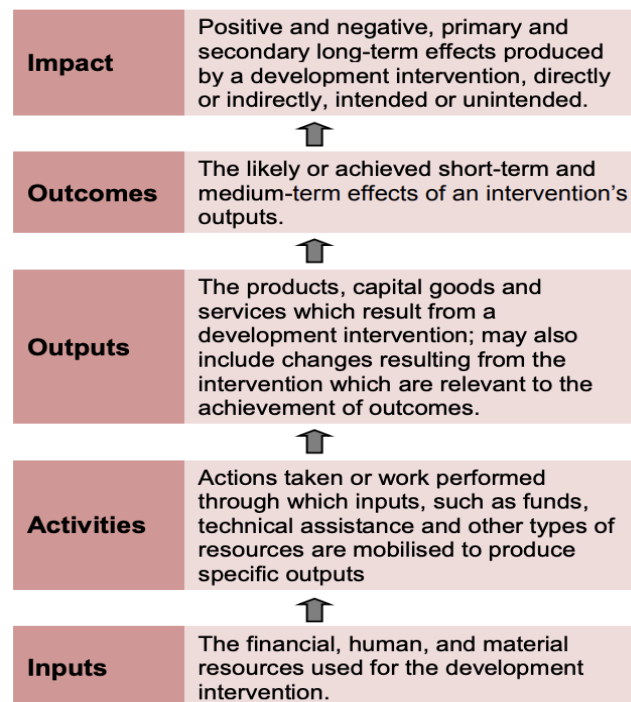 Impact
Positive and negative, primary and
secondary long-term effects produced
by a development intervention, directly
or indirectly, intended or unintended.
Outcomes
The likely or achieved short-term and
medium-term effects of an intervention’s
outputs.
Outputs
The products, capital goods and
services which result from a
development intervention; may also
include changes resulting from the
intervention which are relevant to the
achievement of outcomes.
Activities
Actions taken or work performed
through which inputs, such as funds,
technical assistance and other types of
resources are mobilised to produce
specific outputs
Inputs
The financial, human, and material
resources used for the development
intervention.